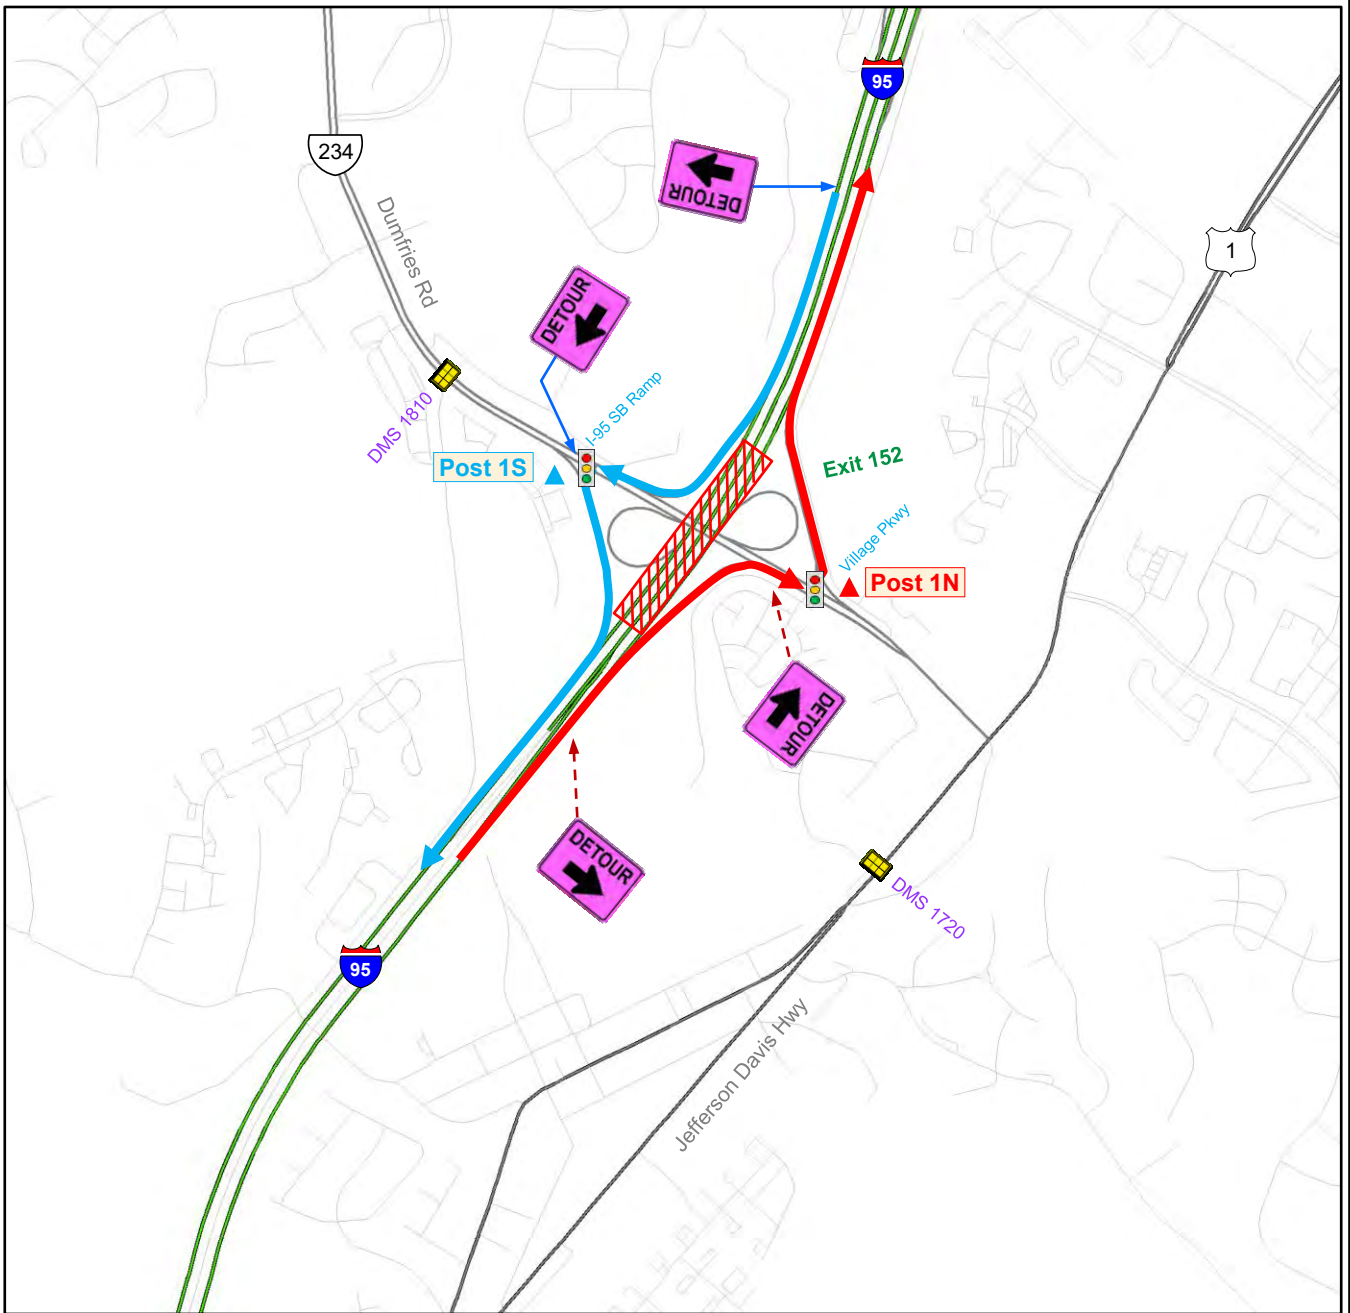 95
234
DETOUR
1
Dumfries Rd
DETOUR
I-95 SB Ramp
DMS 1810
Post 1S
Exit 152
Village Pkwy
Post 1N
DETOUR
DETOUR
DMS 1720
95
Jefferson Davis Hwy